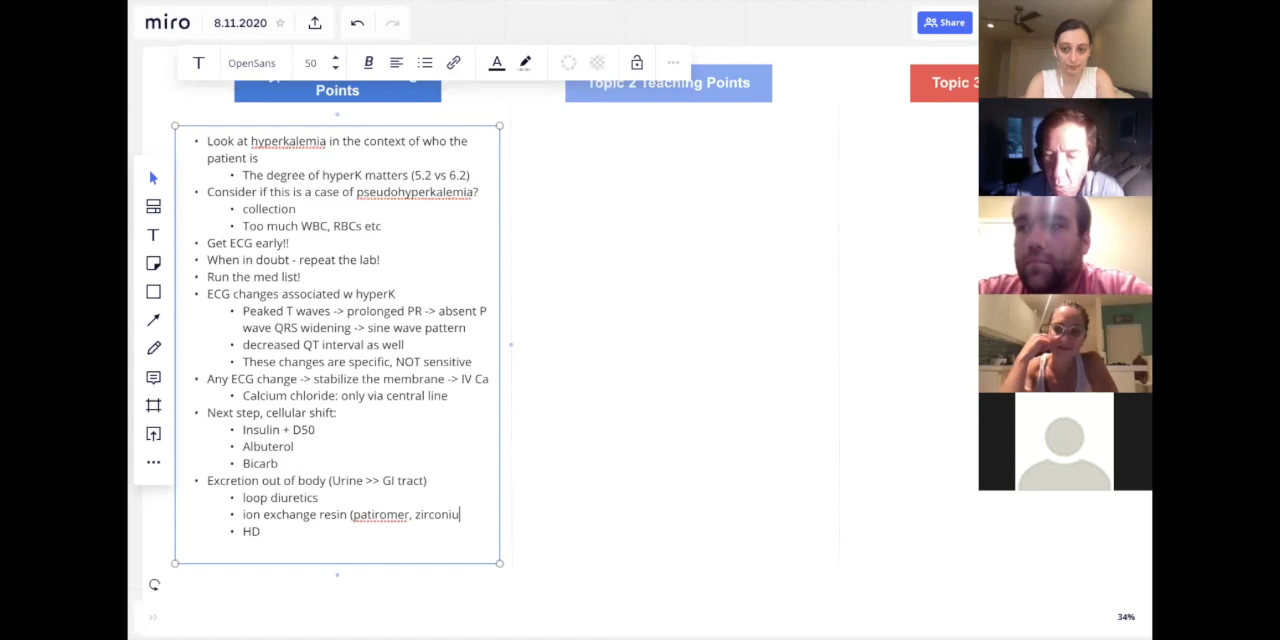 miro
8.11.2020
Share
OpenSans
50
B
A
Points
Topic 2 Teaching Points
Topic 3
• Look at hyperkalemia in the context of who the
patient is
• The degree of hyperK matters (5.2 vs 6.2)
• Consider if this is a case of pseudohyperkalemia?
• collection
• Too much WBC, RBCs etc
• Get ECG early!!
• When in doubt - repeat the lab!
• Run the med list!
• ECG changes associated w hyperK
• Peaked T waves -> prolonged PR -> absent P
wave QRS widening -> sine wave pattern
• decreased QT interval as well
• These changes are specific, NOT sensitive
• Any ECG change -> stabilize the membrane -> IV Ca
• Calcium chloride: only via central line
• Next step, cellular shift:
• Insulin + D50
• Albuterol
• Bicarb
• Excretion out of body (Urine >> GI tract)
• loop diuretics
• ion exchange resin (patiromer, zirconiu
• HD
34%